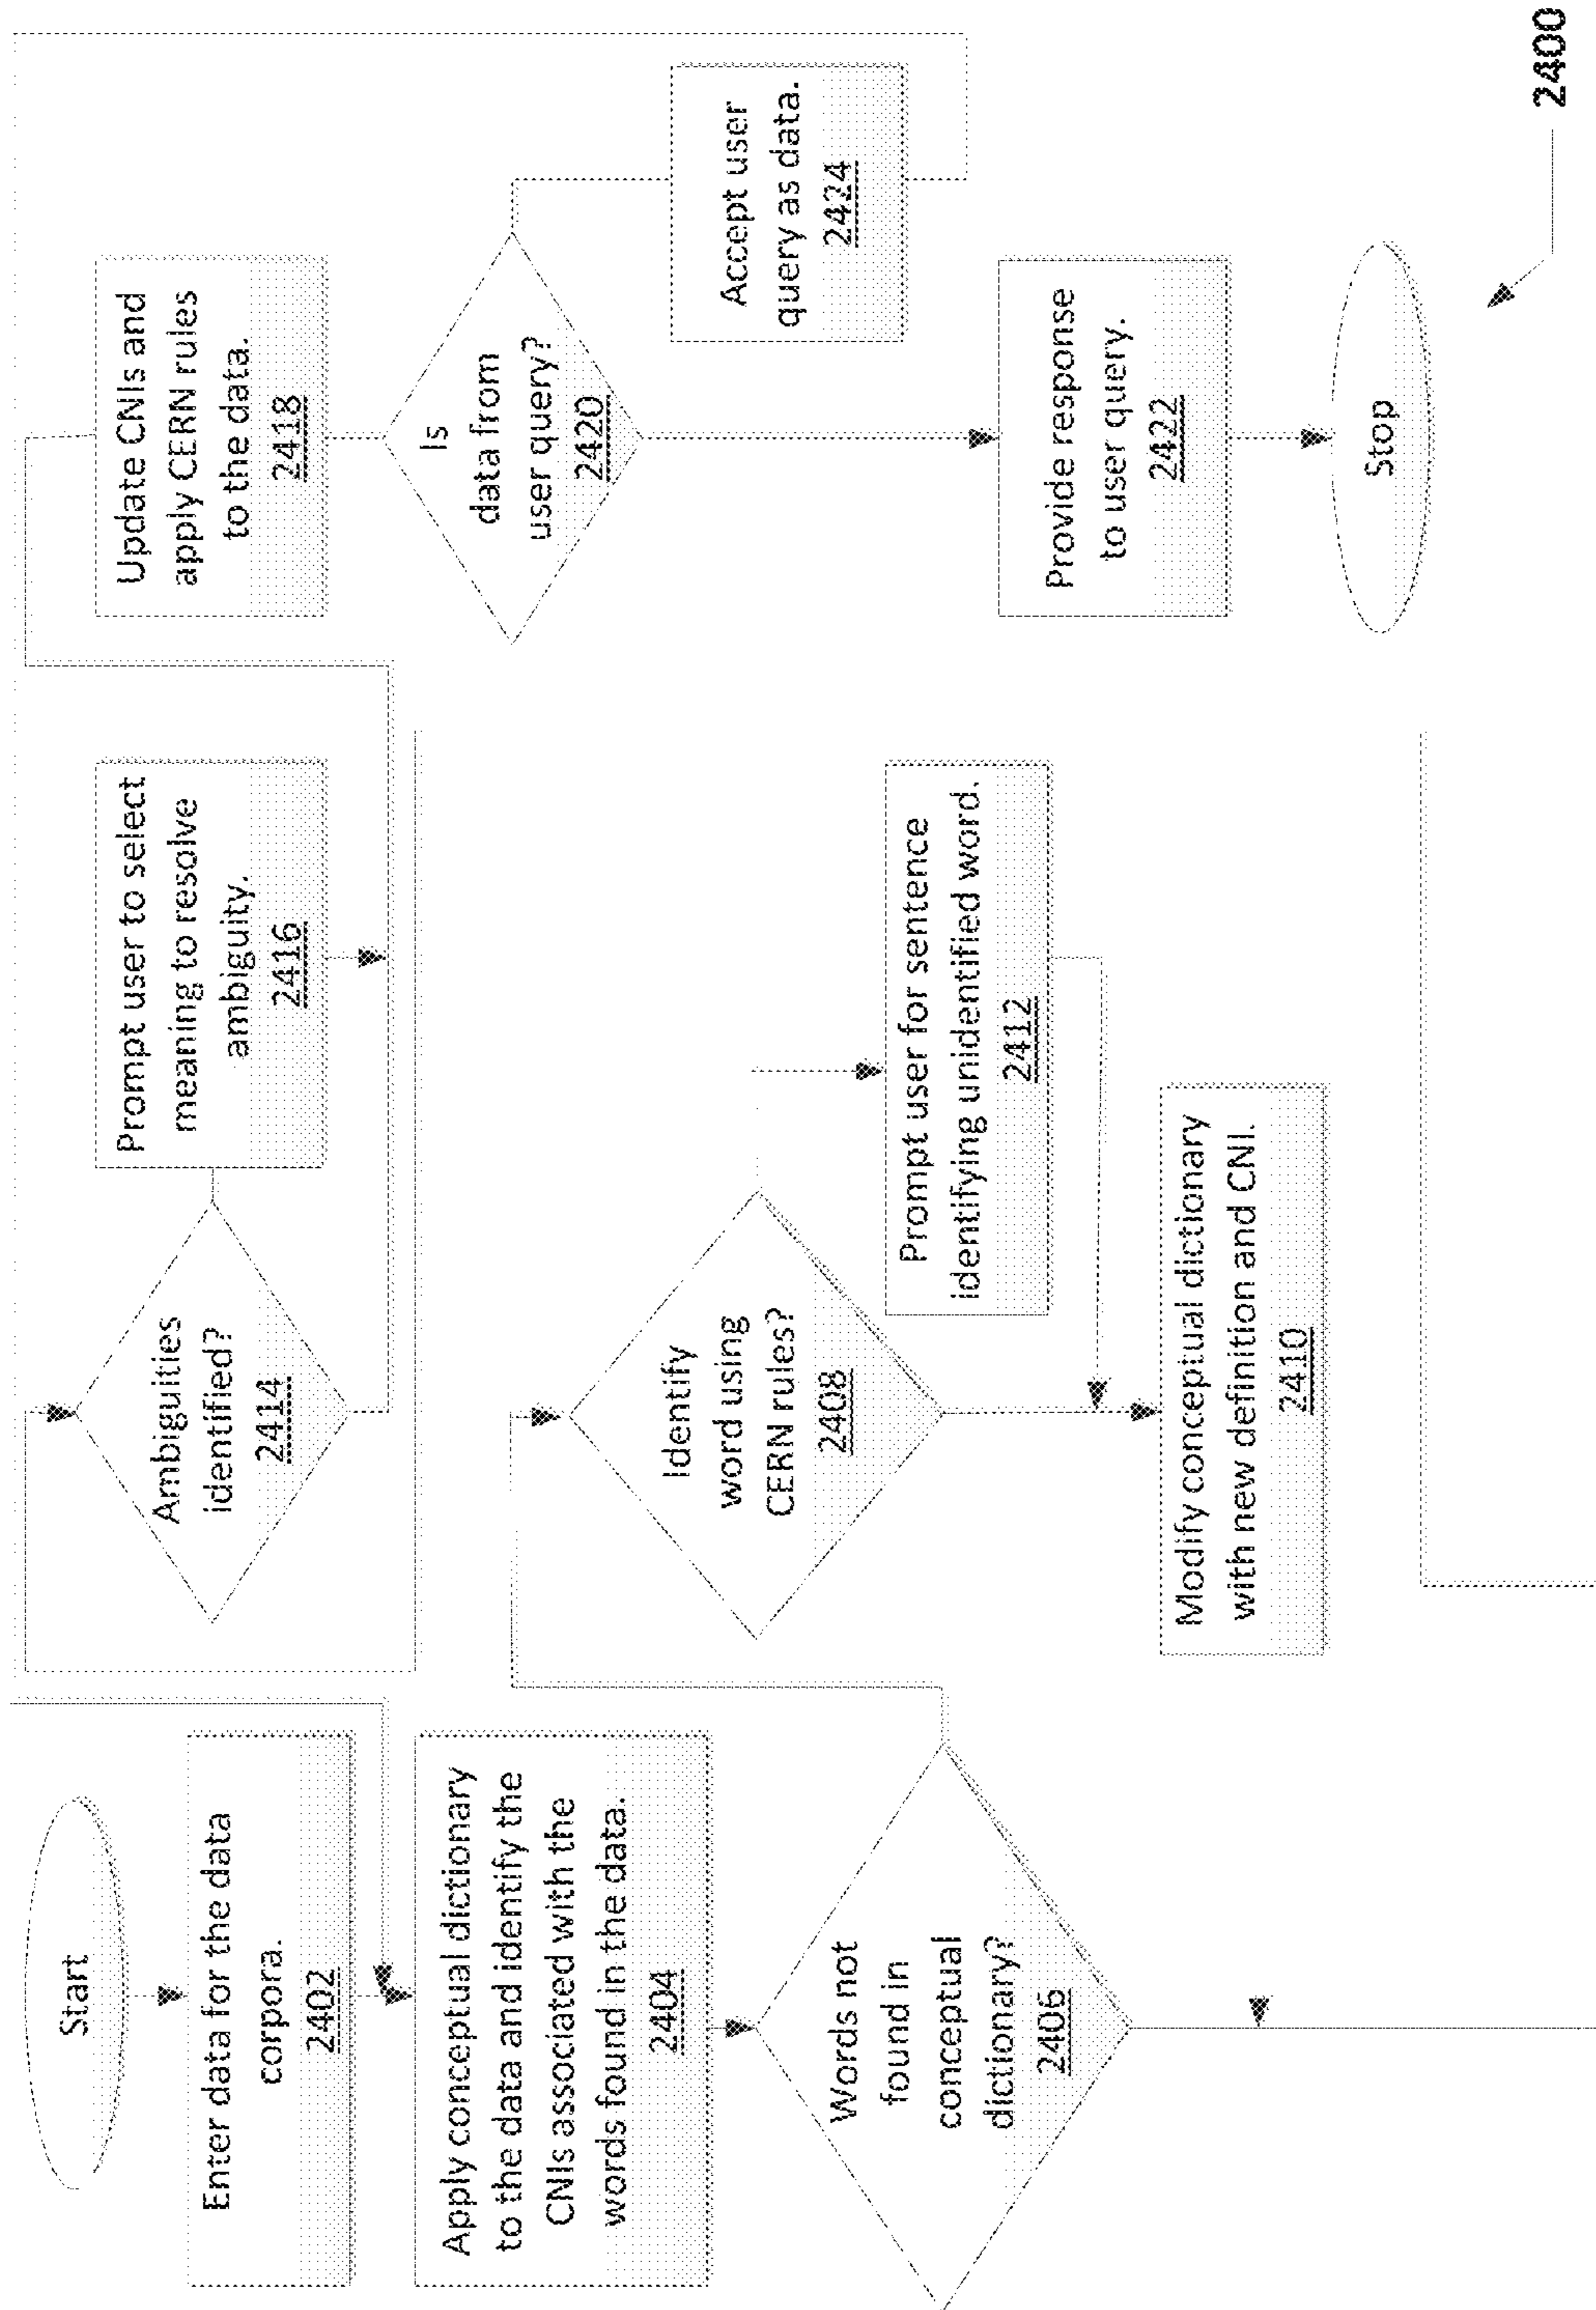 Start
Enter data for the data
corpora.
2402
Apply conceptual dictionary
to the data and identify the
CNIs associated with the
words found in the data.
2404
Words not
found in
conceptual
dictionary?
2406
Identify
word using
CERN rules?
2408
Prompt user for sentence
identifying unidentified word.
2412
Modify conceptual dictionary
with new definition and CNI.
2410
Ambiguities
identified?
2414
Prompt user to select
meaning to resolve
ambiguity.
2416
Update CNIs and
apply CERN rules
to the data.
2418
Is
data from
user query?
2420
Accept user
query as data.
2424
Provide response
to user query.
2422
Stop
2400